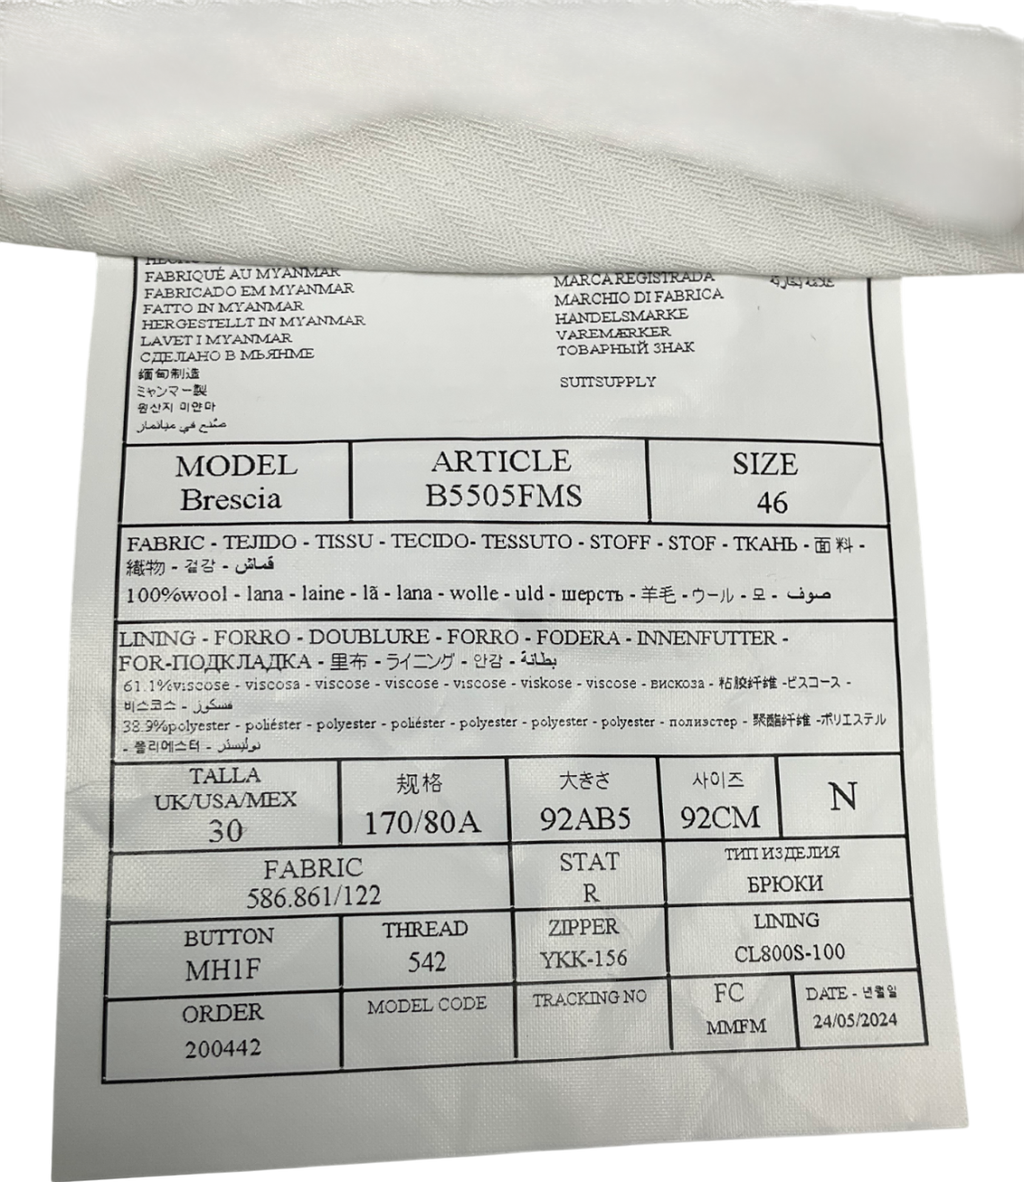 FABRIQUÉ AU MYANMAR
FABRICADO EM MYANMAR
FATTO IN MYANMAR
HERGESTELLT IN MYANMAR
LAVET I MYANMAR
СДЕЛАНО В МЬЯНМЕ
缅甸制造
ミャンマー製
원산지 미얀마
صنع في ميانمار
MARCA REGISTRADA
MARCHIO DI FABRICA
HANDELSMARKE
VAREMÆRKER
ТОВАРНЫЙ ЗНАК
SUITSUPPLY
علامة تجارية
MODEL
Brescia
ARTICLE
B5505FMS
SIZE
46
FABRIC - TEJIDO - TISSU - TECIDO- TESSUTO - STOFF - STOF - ТКАНЬ - 面料 -
織物 - 겉감 - قماش
100%wool - lana - laine - lã - lana - wolle - uld - шерсть - 羊毛 - ウール - 모 - صوف
LINING - FORRO - DOUBLURE - FORRO - FODERA - INNENFUTTER -
FOR-ПОДКЛАДКА - 里布 - ライニング - 안감 - بطانة
61.1%viscose - viscosa - viscose - viscose - viscose - viskose - viscose - вискоза - 粘胶纤维 -ビスコース -
비스코스 - فسكوز
38.9%polyester - poliéster - polyester - poliéster - polyester - polyester - polyester - полиэстер - 聚酯纤维 -ポリエステル
- 폴리에스터 - بوليستر
TALLA
UK/USA/MEX
30
规格
170/80A
大きさ
92AB5
사이즈
92CM
N
FABRIC
586.861/122
STAT
R
ТИП ИЗДЕЛИЯ
БРЮКИ
BUTTON
MH1F
THREAD
542
ZIPPER
YKK-156
LINING
CL800S-100
ORDER
200442
MODEL CODE
TRACKING NO
FC
MMFM
DATE - 년월일
24/05/2024